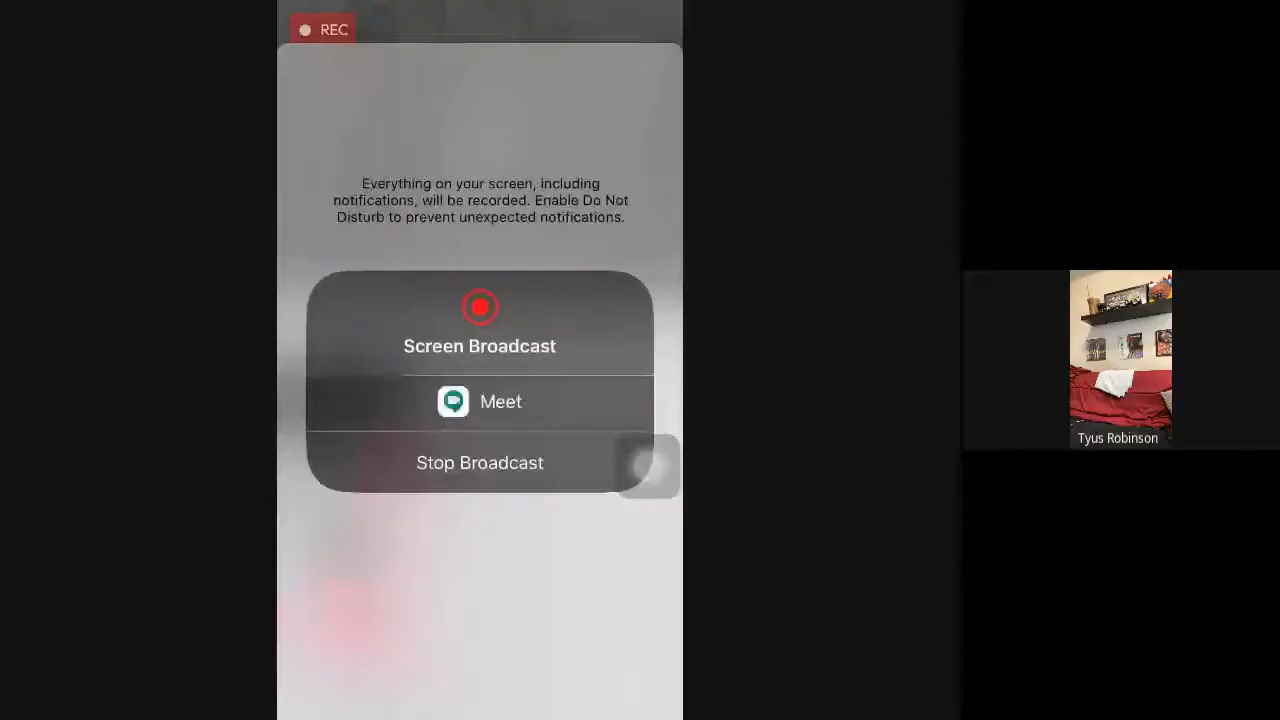 REC
Everything on your screen, including
notifications, will be recorded. Enable Do Not
Disturb to prevent unexpected notifications.
Screen Broadcast
Meet
Stop Broadcast
Tyus Robinson